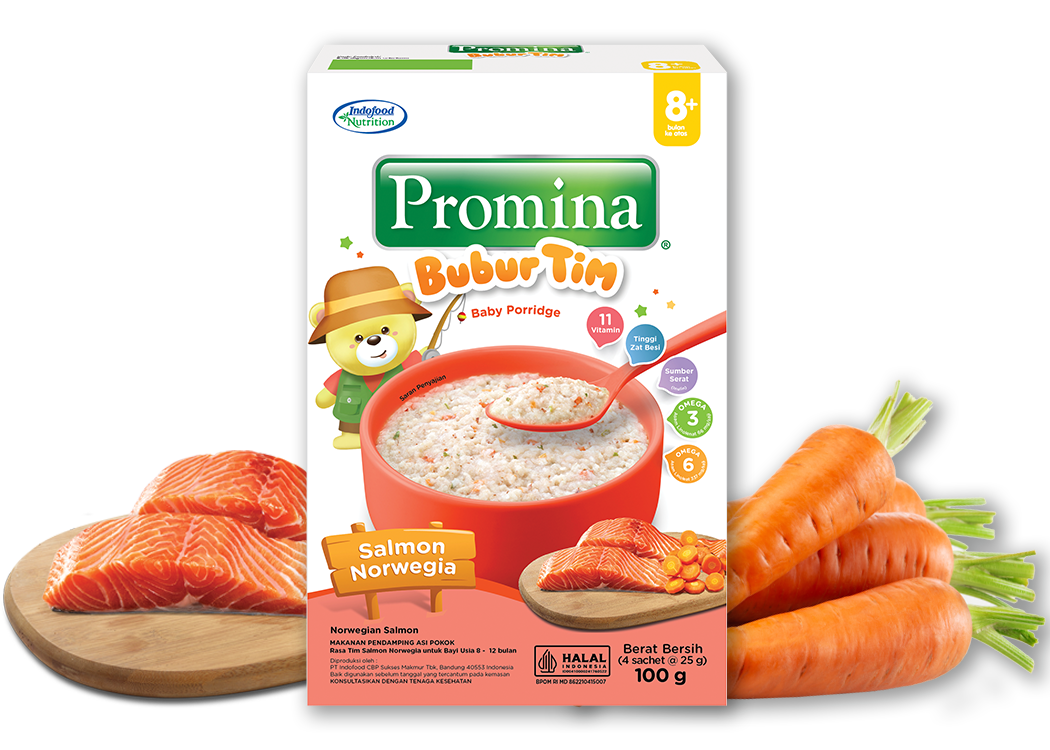 Promina
Bubur Tim
8+
Indofood
Nutrition
8+
bulan
ke atas
Promina
®
Bubur Tim
Baby Porridge
11
Vitamin
Tinggi
Zat Besi
Sumber
Serat
OMEGA
3
OMEGA
6
Saran Penyajian
Salmon
Norwegia
Norwegian Salmon
MAKANAN PENDAMPING ASI POKOK
Rasa Tim Salmon Norwegia untuk Bayi Usia 8 - 12 bulan
Diproduksi oleh :
PT Indofood CBP Sukses Makmur Tbk, Bandung 40553 Indonesia
Baik digunakan sebelum tanggal yang tercantum pada kemasan
KONSULTASIKAN DENGAN TENAGA KESEHATAN
HALAL
INDONESIA
BPOM RI MD 862210415007
Berat Bersih
(4 sachet @ 25 g)
100 g